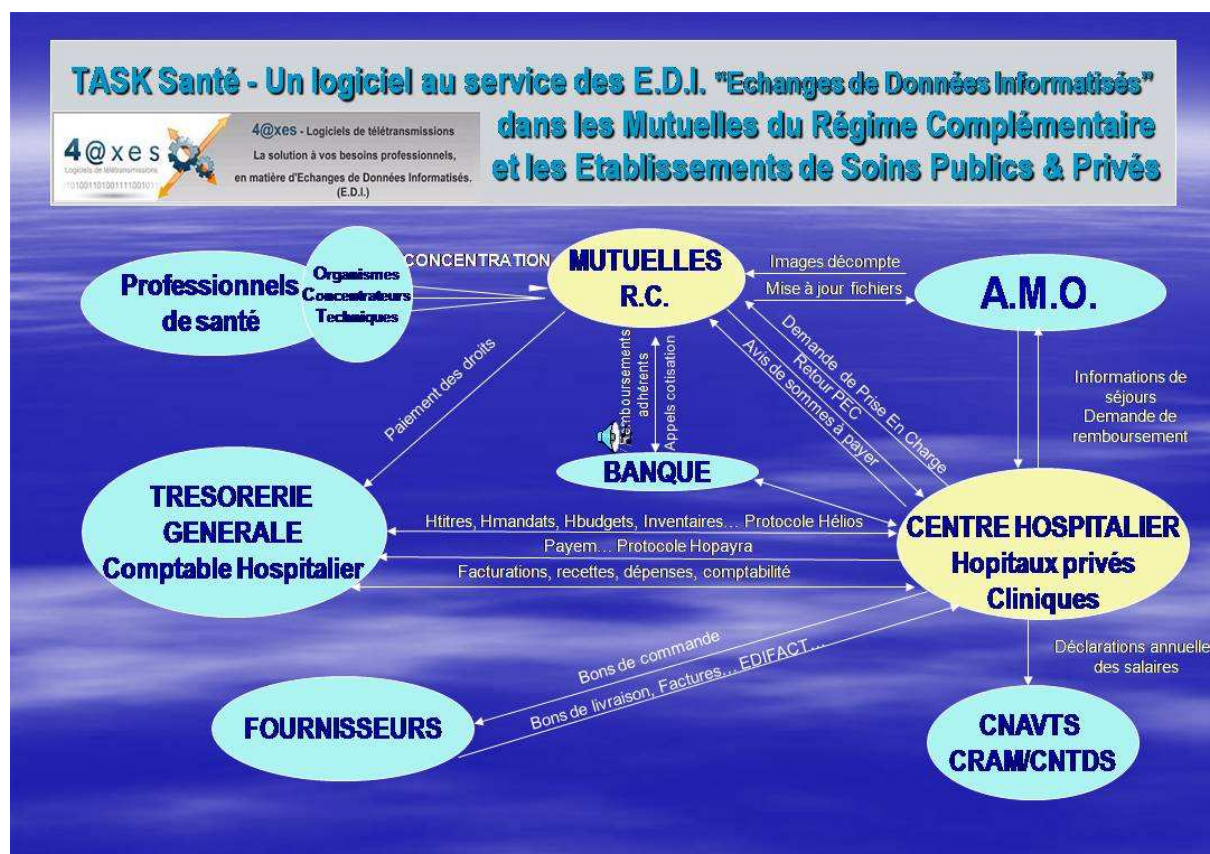 TASK Santé - Un logiciel au service des E.D.I. "Echanges de Données Informatisés"
dans les Mutuelles du Régime Complémentaire
et les Etablissements de Soins Publics & Privés
4@xes
Logiciels de télétransmissions
4@xes - Logiciels de télétransmissions
La solution à vos besoins professionnels,
en matière d'Echanges de Données Informatisés.
(E.D.I.)
Professionnels
de santé
Organismes
Concentrateurs
Techniques
CONCENTRATION
MUTUELLES
R.C.
Images décompte
Mise à jour fichiers
A.M.O.
Paiement des droits
Remboursements
adhérents
Appels cotisation
Demande de Prise En Charge
Retour PEC
Avis de sommes à payer
Informations de
séjours
Demande de
remboursement
BANQUE
TRESORERIE
GENERALE
Comptable Hospitalier
Htitres, Hmandats, Hbudgets, Inventaires... Protocole Hélios
Payem... Protocole Hopayra
Facturations, recettes, dépenses, comptabilité
CENTRE HOSPITALIER
Hopitaux privés
Cliniques
Bons de commande
Bons de livraison, Factures... EDIFACT...
Déclarations annuelle
des salaires
FOURNISSEURS
CNAVTS
CRAM/CNTDS